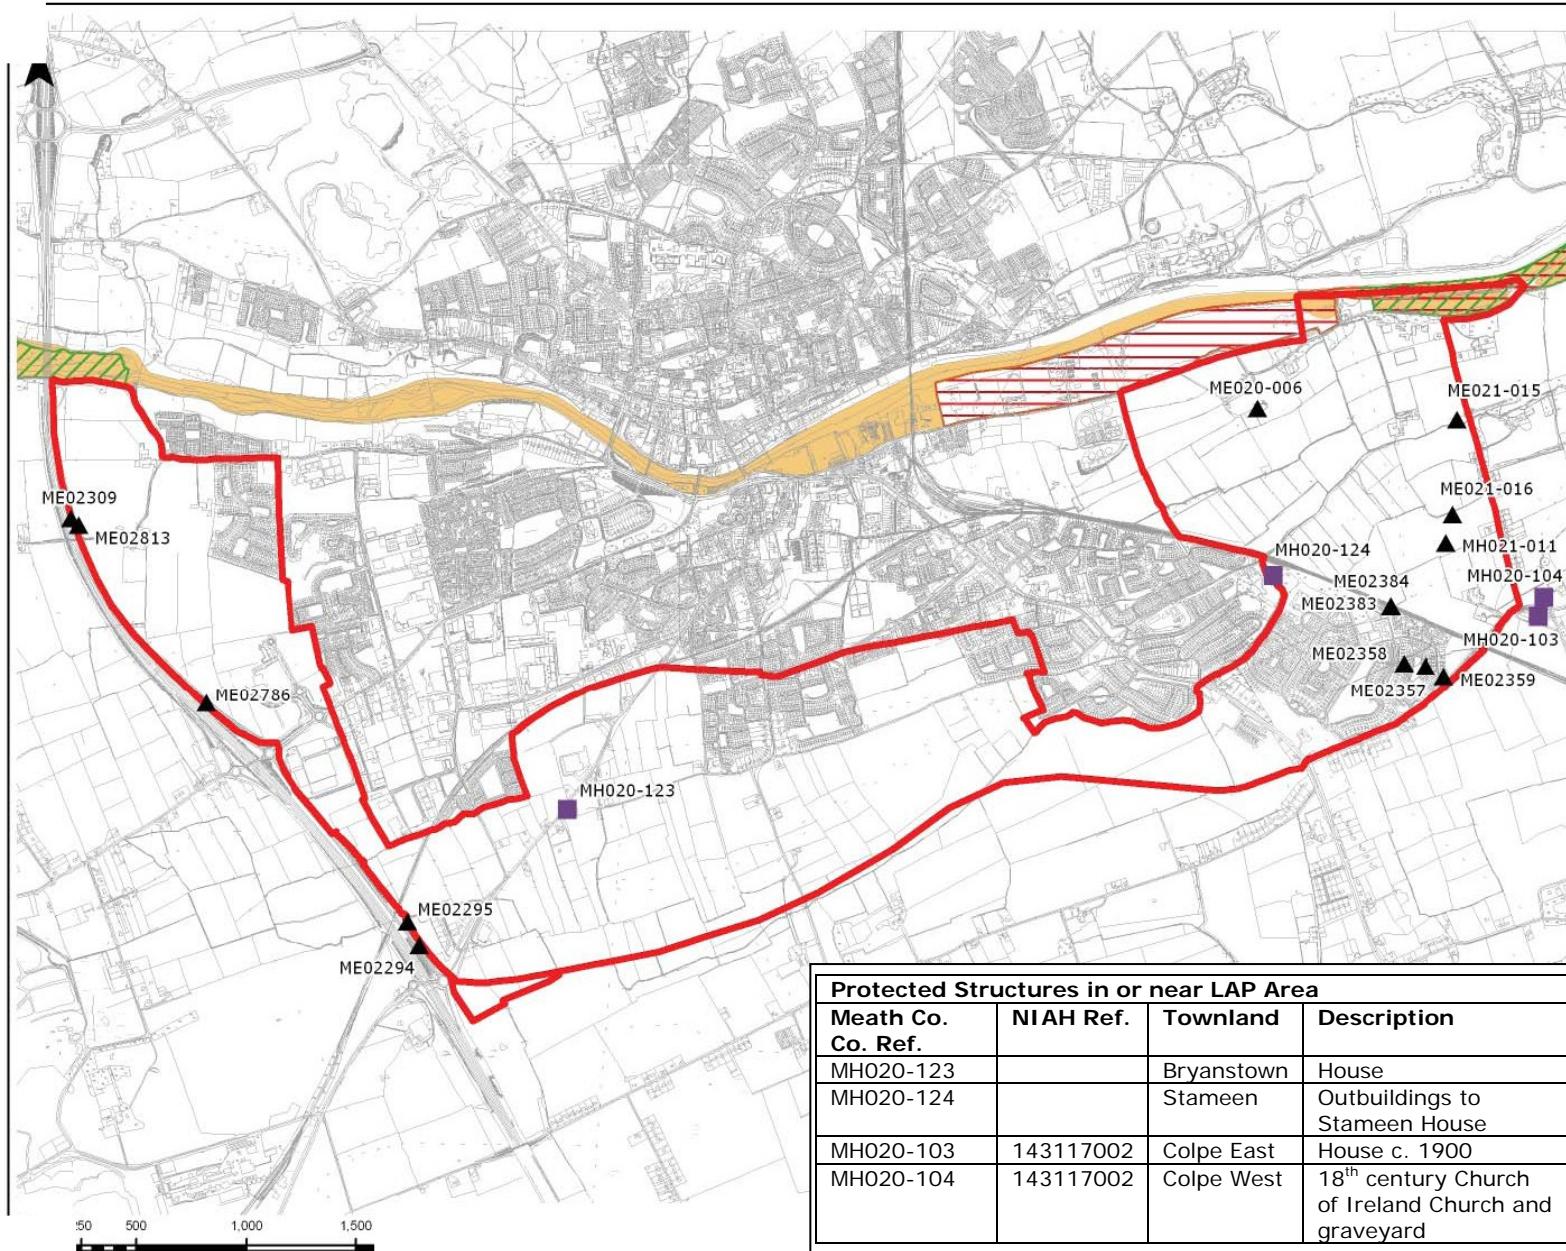 ME020-006
ME021-015
ME021-016
ME02309
ME02813
MH021-011
MH020-124
MH020-104
ME02384
ME02383
MH020-103
ME02358
ME02359
ME02357
ME02786
MH020-123
ME02295
ME02294
Protected Structures in or near LAP Area
Meath Co. Co. Ref. NIAH Ref. Townland Description
MH020-123 Bryanstown House
MH020-124 Stameen Outbuildings to
Stameen House
MH020-103 143117002 Colpe East House c. 1900
MH020-104 143117002 Colpe West 18th century Church
of Ireland Church and
graveyard
500 1,000 1,500